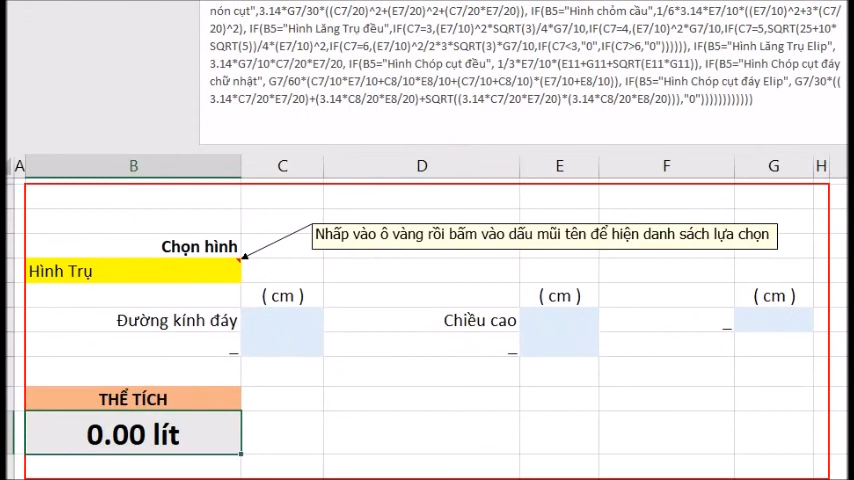 nón cụt",3.14*G7/30*((C7/20)^2+(E7/20)^2+(C7/20*E7/20)), IF(B5="Hình chỏm cầu",1/6*3.14*E7/10*((E7/10)^2+3*(C7/
20)^2), IF(B5="Hình Lăng Trụ đều",IF(C7=3,(E7/10)^2*SQRT(3)/4*G7/10,IF(C7=4,(E7/10)^2*G7/10,IF(C7=5,SQRT(25+10*
SQRT(5))/4*(E7/10)^2,IF(C7=6,(E7/10)^2/2*3*SQRT(3)*G7/10,IF(C7<3,"0",IF(C7>6,"0")))))), IF(B5="Hình Lăng Trụ Elip",
3.14*G7/10*C7/20*E7/20, IF(B5="Hình Chóp cụt đều", 1/3*E7/10*(E11+G11+SQRT(E11*G11)), IF(B5="Hình Chóp cụt đáy
chữ nhật", G7/60*(C7/10*E7/10+C8/10*E8/10+(C7/10+C8/10)*(E7/10+E8/10)), IF(B5="Hình Chóp cụt đáy Elip", G7/30*((
3.14*C7/20*E7/20)+(3.14*C8/20*E8/20)+SQRT((3.14*C7/20*E7/20)*(3.14*C8/20*E8/20))),"0"))))))))))))
A B C D E F G H
Chọn hình
Nhấp vào ô vàng rồi bấm vào dấu mũi tên để hiện danh sách lựa chọn
Hình Trụ
( cm ) ( cm ) ( cm )
Đường kính đáy Chiều cao _
_ _
THỂ TÍCH
0.00 lít